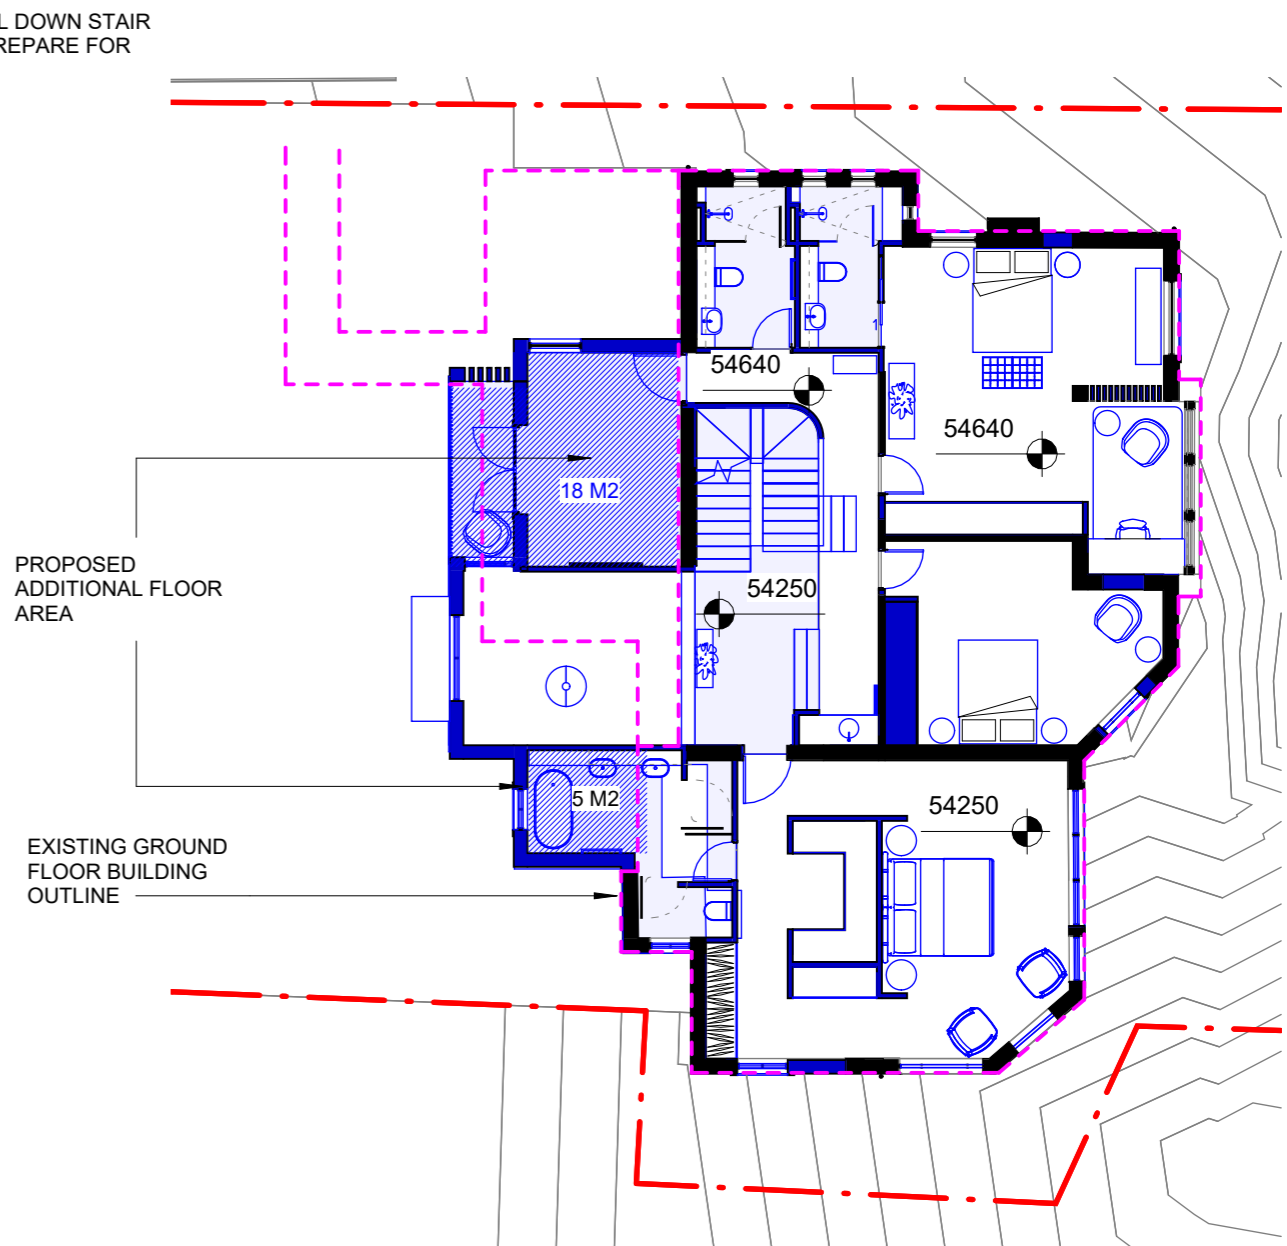 L DOWN STAIR
REPARE FOR
54640
54640
18 M2
1
PROPOSED
ADDITIONAL FLOOR
AREA
54250
5 M2
54250
EXISTING GROUND
FLOOR BUILDING
OUTLINE